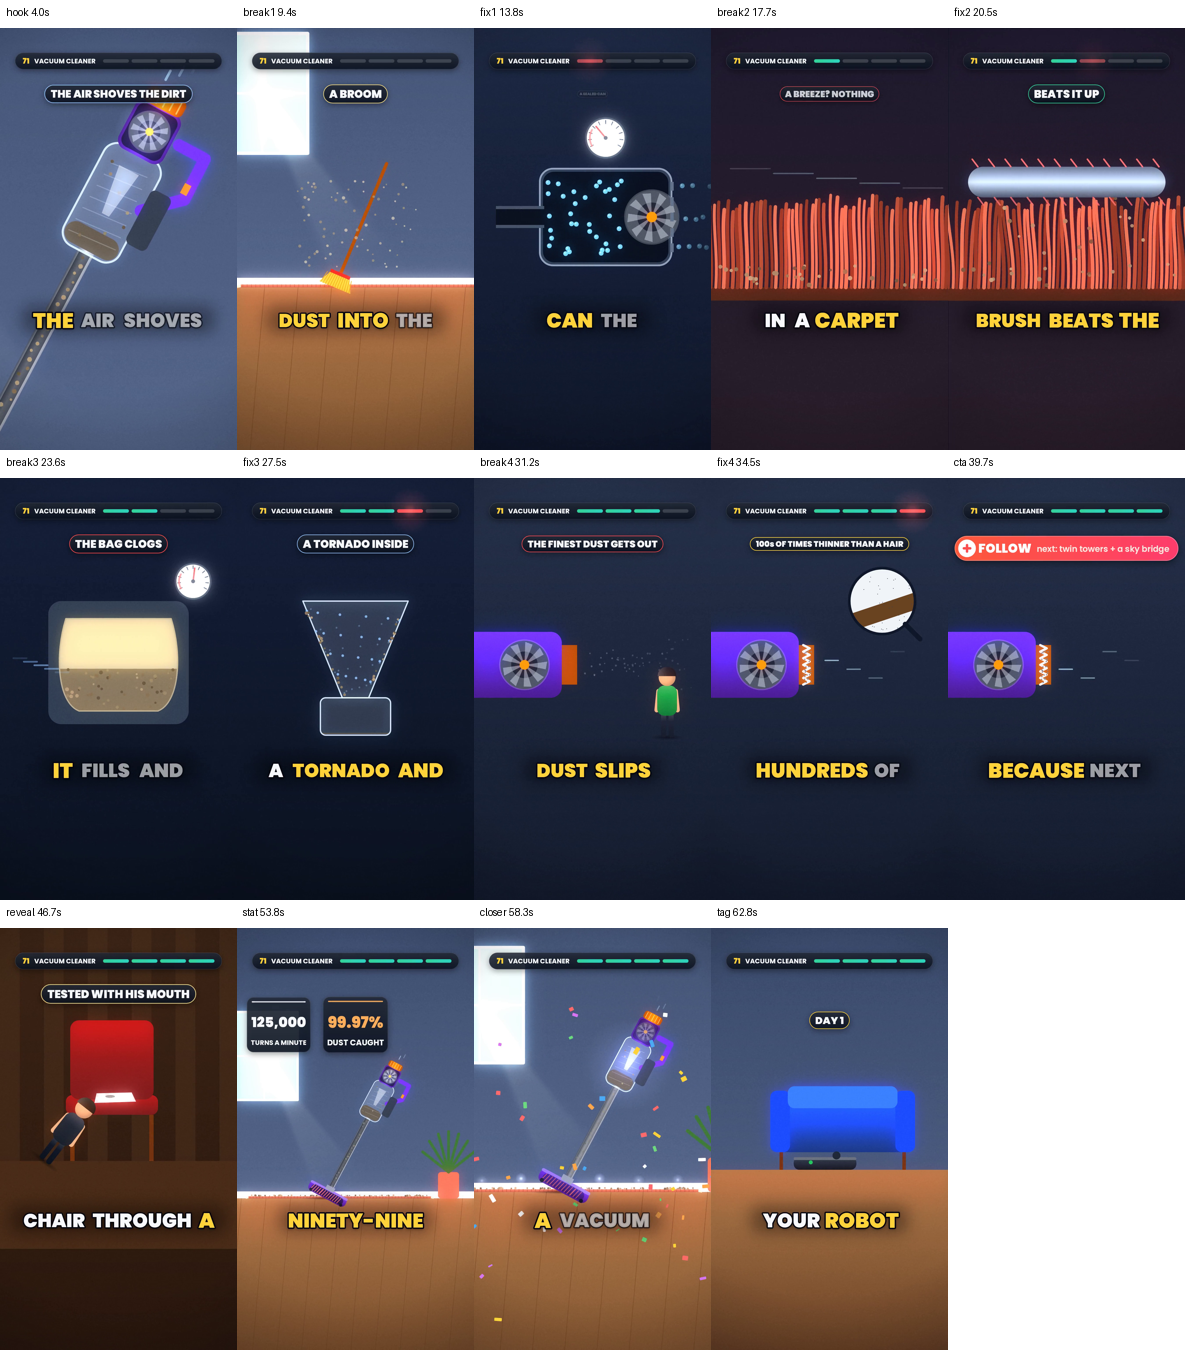 hook 4.0s
71 VACUUM CLEANER
THE AIR SHOVES THE DIRT
THE AIR SHOVES
break1 9.4s
71 VACUUM CLEANER
A BROOM
DUST INTO THE
fix1 13.8s
71 VACUUM CLEANER
CAN THE
break2 17.7s
71 VACUUM CLEANER
A BREEZE? NOTHING
IN A CARPET
fix2 20.5s
71 VACUUM CLEANER
BEATS IT UP
BRUSH BEATS THE
break3 23.6s
71 VACUUM CLEANER
THE BAG CLOGS
IT FILLS AND
fix3 27.5s
71 VACUUM CLEANER
A TORNADO INSIDE
A TORNADO AND
break4 31.2s
71 VACUUM CLEANER
THE FINEST DUST GETS OUT
DUST SLIPS
fix4 34.5s
71 VACUUM CLEANER
100s OF TIMES THINNER THAN A HAIR
HUNDREDS OF
cta 39.7s
71 VACUUM CLEANER
FOLLOW next: twin towers + a sky bridge
BECAUSE NEXT
reveal 46.7s
71 VACUUM CLEANER
TESTED WITH HIS MOUTH
CHAIR THROUGH A
stat 53.8s
71 VACUUM CLEANER
125,000
TURNS A MINUTE
99.97%
DUST CAUGHT
NINETY-NINE
closer 58.3s
71 VACUUM CLEANER
A VACUUM
tag 62.8s
71 VACUUM CLEANER
DAY 1
YOUR ROBOT